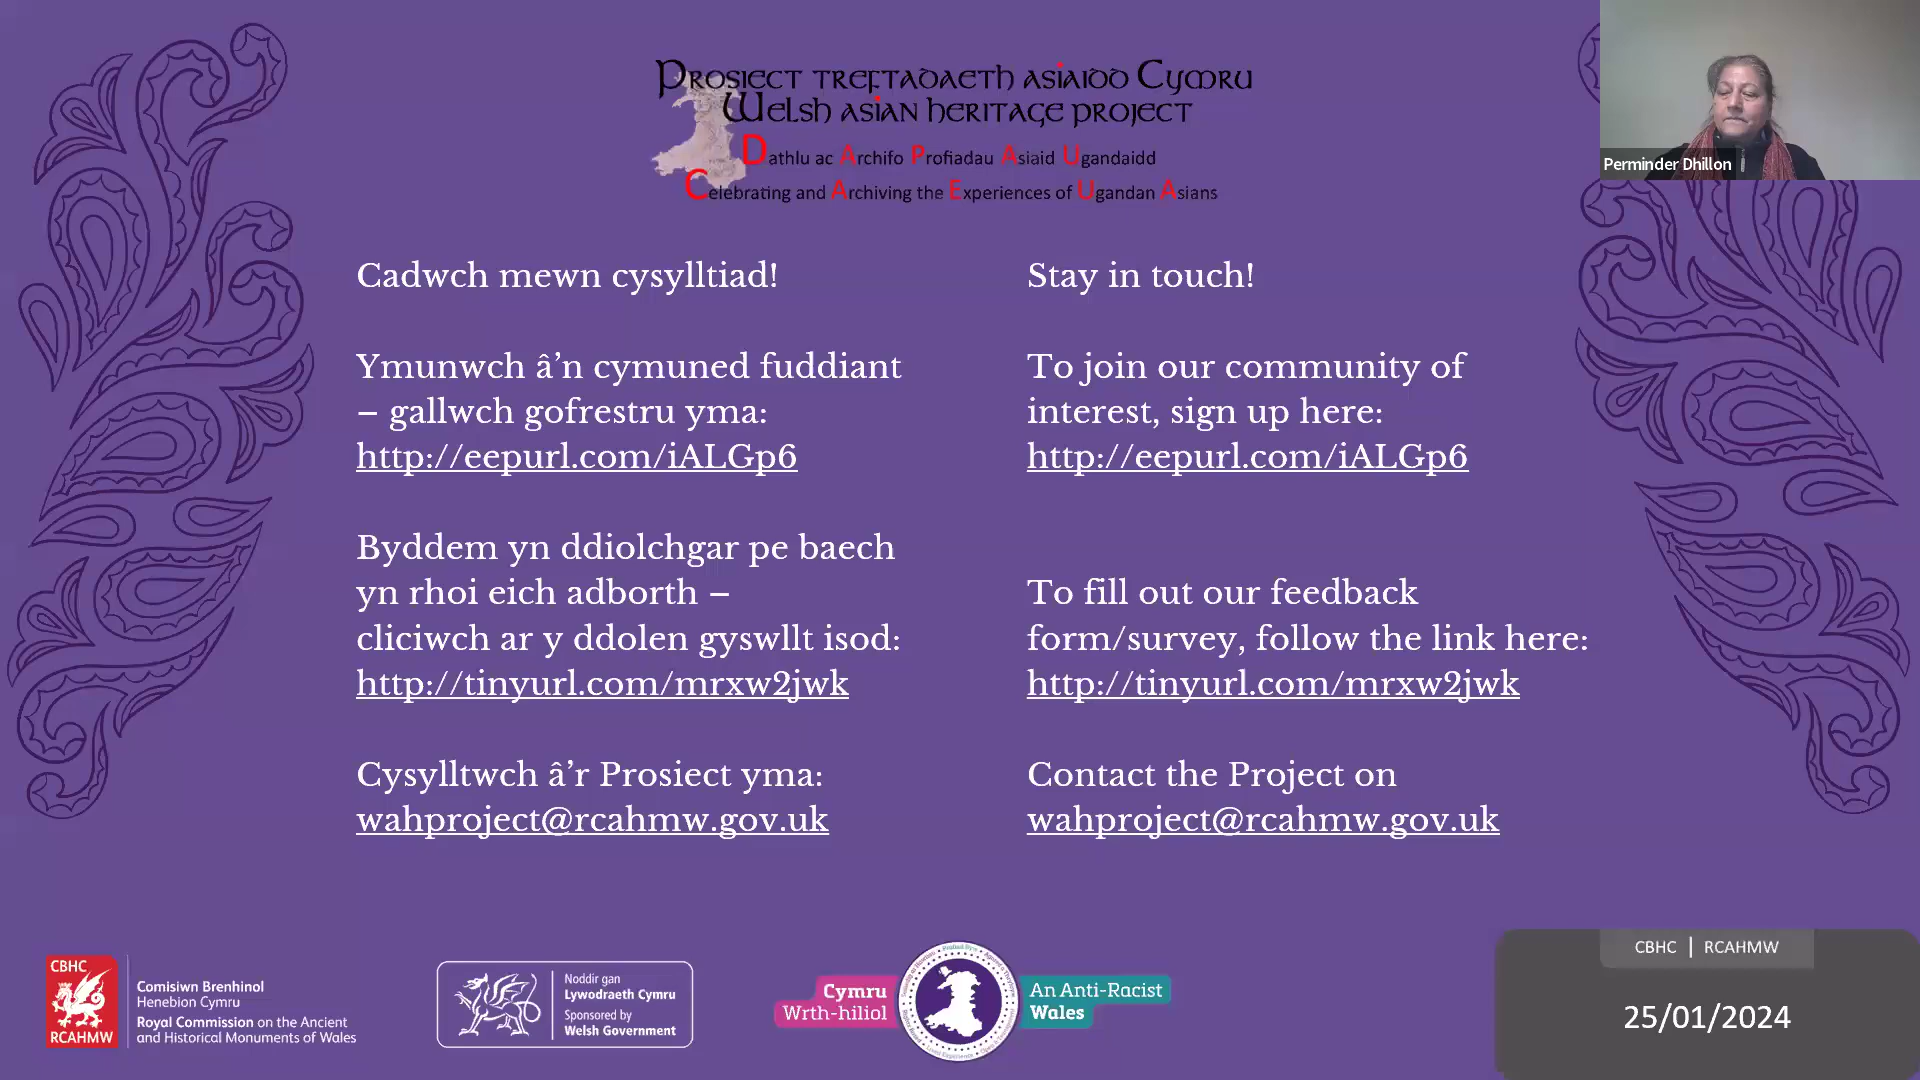 Prosiect treftadaeth asiaidd Cymru
Welsh asian heritage project
Dathlu ac Archifo Profiadau Asiaid Ugandaidd
Celebrating and Archiving the Experiences of Ugandan Asians
Perminder Dhillon
Cadwch mewn cysylltiad!
Ymunwch â’n cymuned fuddiant
– gallwch gofrestru yma:
http://eepurl.com/iALGp6
Byddem yn ddiolchgar pe baech
yn rhoi eich adborth –
cliciwch ar y ddolen gyswllt isod:
http://tinyurl.com/mrxw2jwk
Cysylltwch â’r Prosiect yma:
wahproject@rcahmw.gov.uk
Stay in touch!
To join our community of
interest, sign up here:
http://eepurl.com/iALGp6
To fill out our feedback
form/survey, follow the link here:
http://tinyurl.com/mrxw2jwk
Contact the Project on
wahproject@rcahmw.gov.uk
CBHC
RCAHMW
Comisiwn Brenhinol
Henebion Cymru
Royal Commission on the Ancient
and Historical Monuments of Wales
Noddir gan
Lywodraeth Cymru
Sponsored by
Welsh Government
Cymru
Wrth-hiliol
An Anti-Racist
Wales
CBHC | RCAHMW
25/01/2024